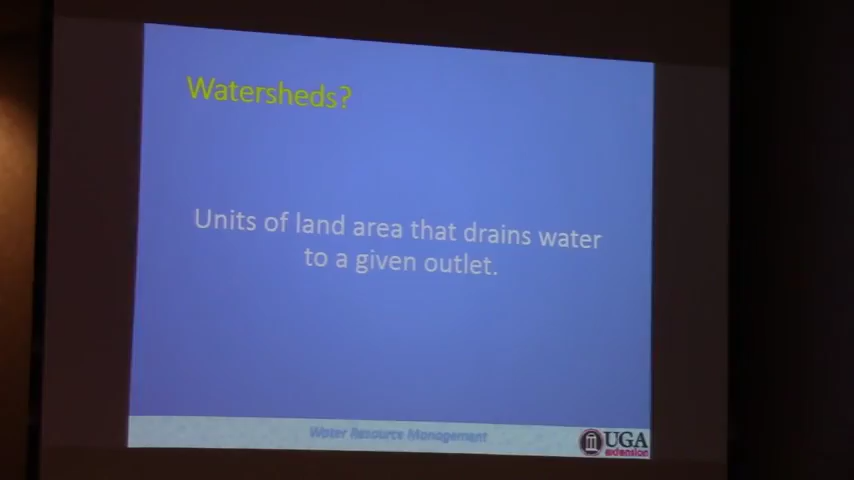 Watersheds?
Units of land area that drains water
to a given outlet.
Water Resource Management
UGA
extension